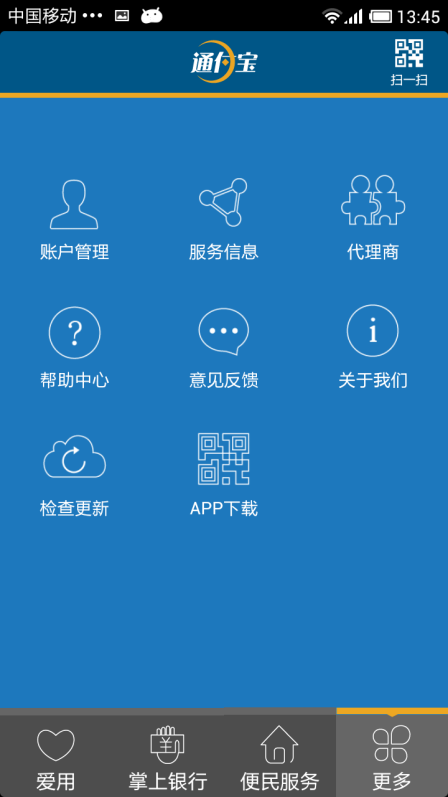 中国移动 ••• 13:45
通付宝
扫一扫
账户管理 服务信息 代理商
帮助中心 意见反馈 关于我们
检查更新 APP下载
爱用 掌上银行 便民服务 更多